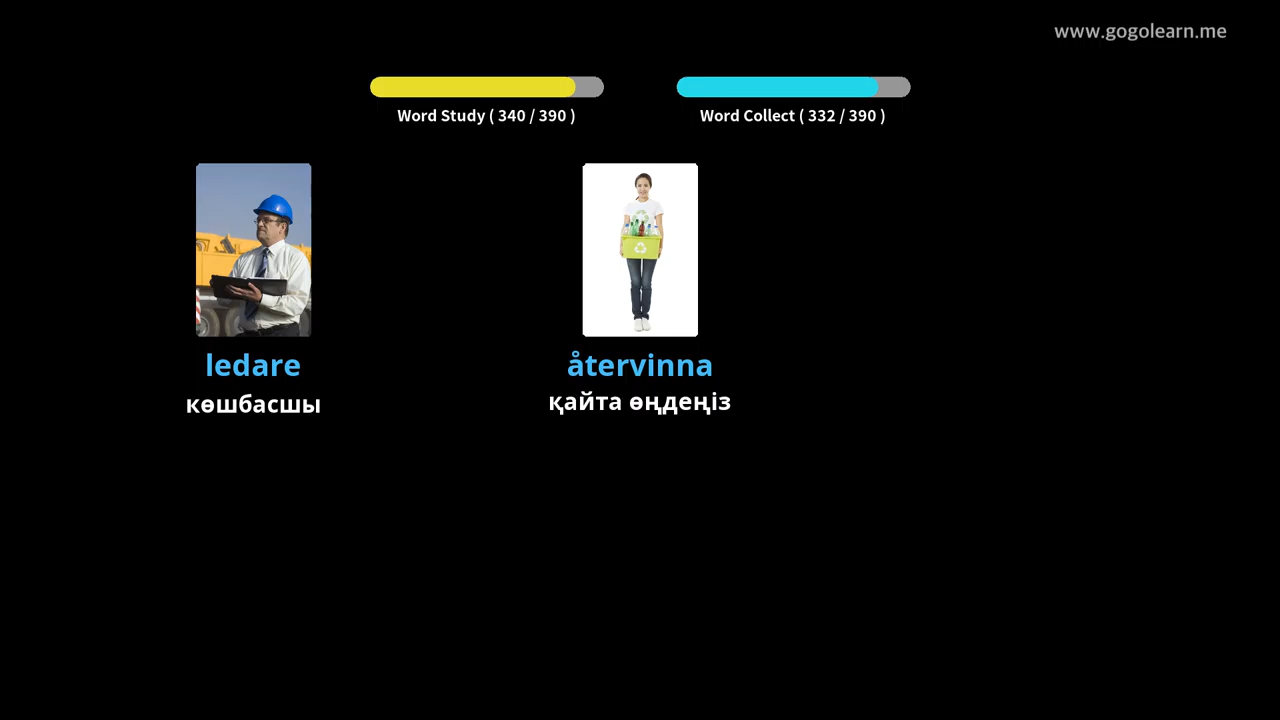 www.gogolearn.me
Word Study ( 340 / 390 )
Word Collect ( 332 / 390 )
ledare
көшбасшы
återvinna
қайта өңдеңіз